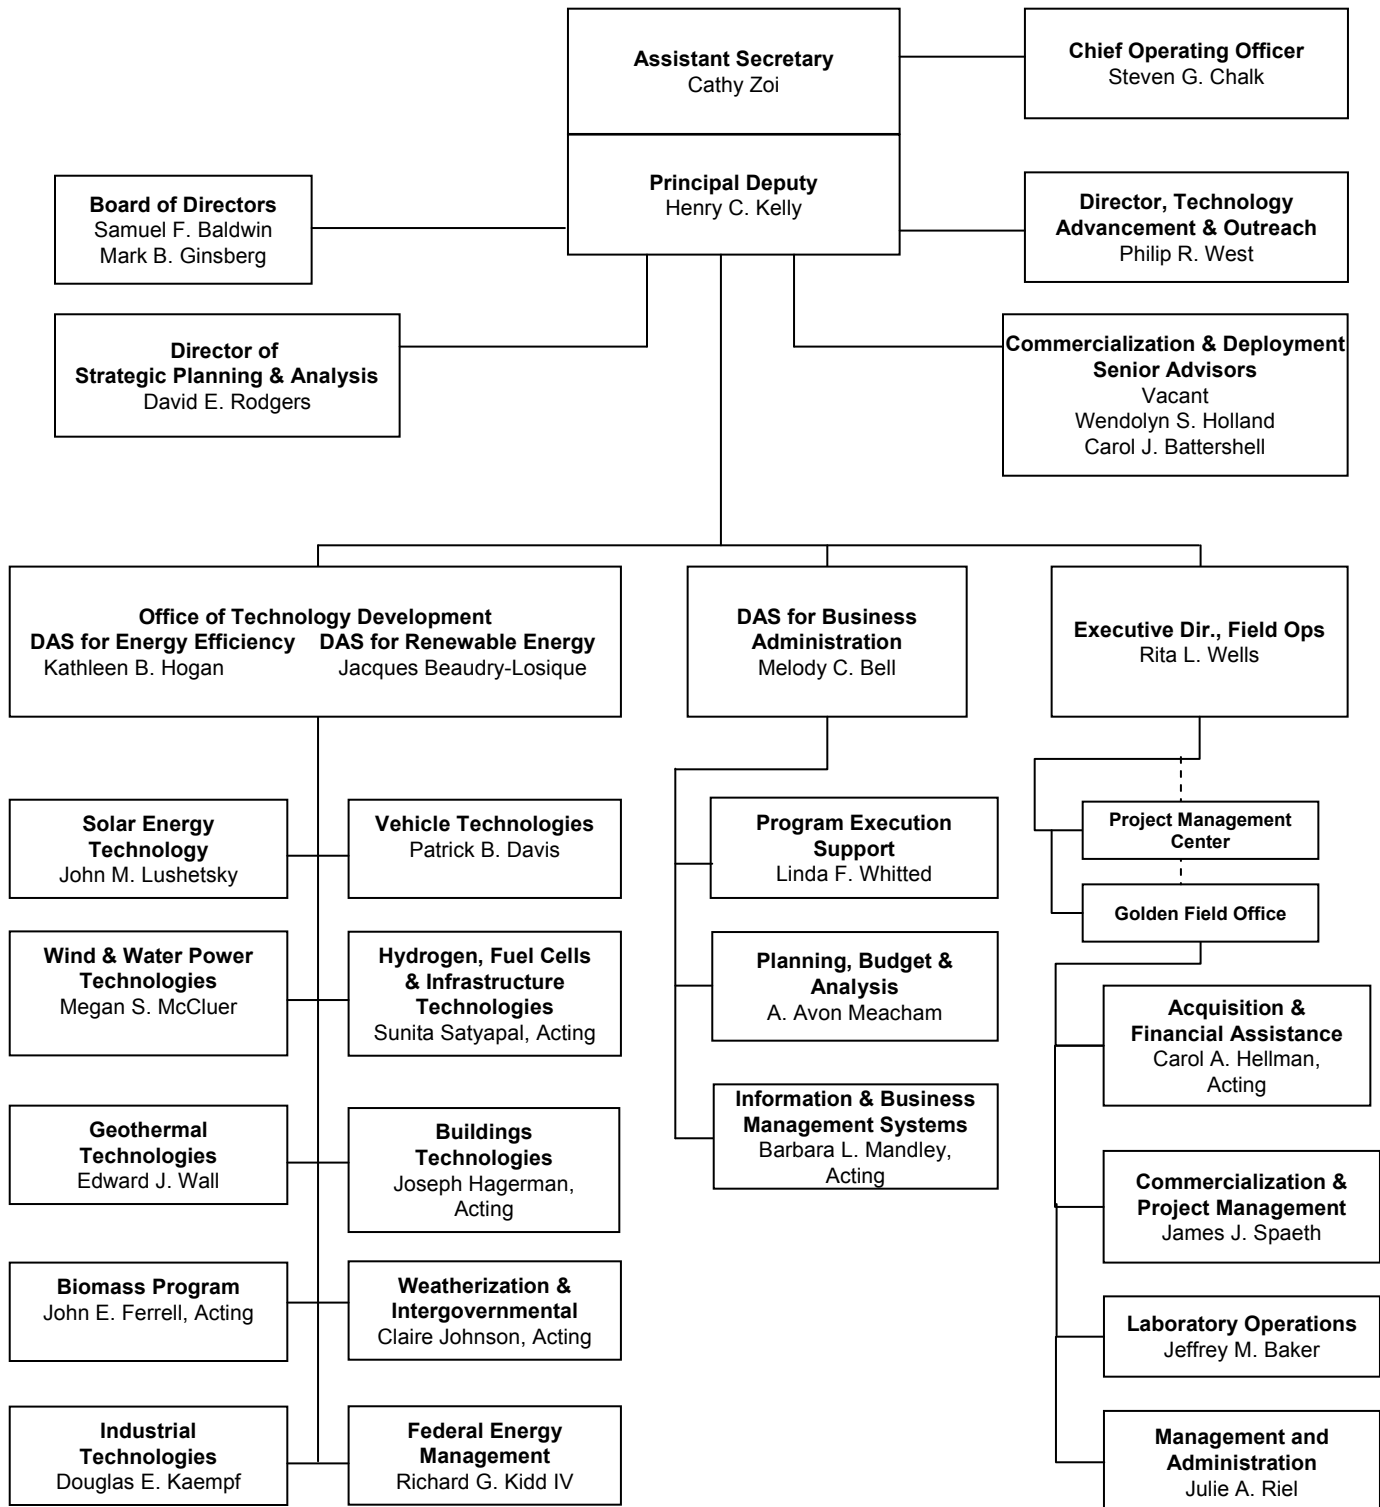 Assistant Secretary
Cathy Zoi
Chief Operating Officer
Steven G. Chalk
Principal Deputy
Henry C. Kelly
Board of Directors
Samuel F. Baldwin
Mark B. Ginsberg
Director, Technology
Advancement & Outreach
Philip R. West
Director of
Strategic Planning & Analysis
David E. Rodgers
Commercialization & Deployment
Senior Advisors
Vacant
Wendolyn S. Holland
Carol J. Battershell
Office of Technology Development
DAS for Energy Efficiency DAS for Renewable Energy
Kathleen B. Hogan Jacques Beaudry-Losique
DAS for Business
Administration
Melody C. Bell
Executive Dir., Field Ops
Rita L. Wells
Solar Energy
Technology
John M. Lushetsky
Vehicle Technologies
Patrick B. Davis
Wind & Water Power
Technologies
Megan S. McCluer
Hydrogen, Fuel Cells
& Infrastructure
Technologies
Sunita Satyapal, Acting
Geothermal
Technologies
Edward J. Wall
Buildings
Technologies
Joseph Hagerman,
Acting
Biomass Program
John E. Ferrell, Acting
Weatherization &
Intergovernmental
Claire Johnson, Acting
Industrial
Technologies
Douglas E. Kaempf
Federal Energy
Management
Richard G. Kidd IV
Program Execution
Support
Linda F. Whitted
Planning, Budget &
Analysis
A. Avon Meacham
Information & Business
Management Systems
Barbara L. Mandley,
Acting
Project Management
Center
Golden Field Office
Acquisition &
Financial Assistance
Carol A. Hellman,
Acting
Commercialization &
Project Management
James J. Spaeth
Laboratory Operations
Jeffrey M. Baker
Management and
Administration
Julie A. Riel